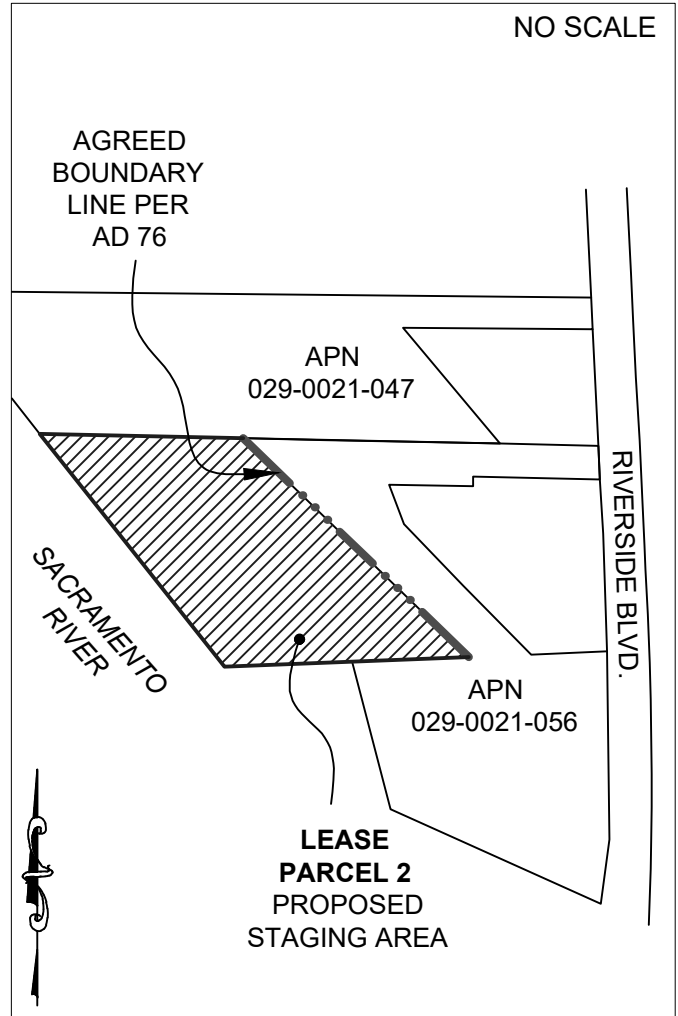 NO SCALE
AGREED
BOUNDARY
LINE PER
AD 76
APN
029-0021-047
RIVERSIDE BLVD.
SACRAMENTO
RIVER
APN
029-0021-056
LEASE
PARCEL 2
PROPOSED
STAGING AREA